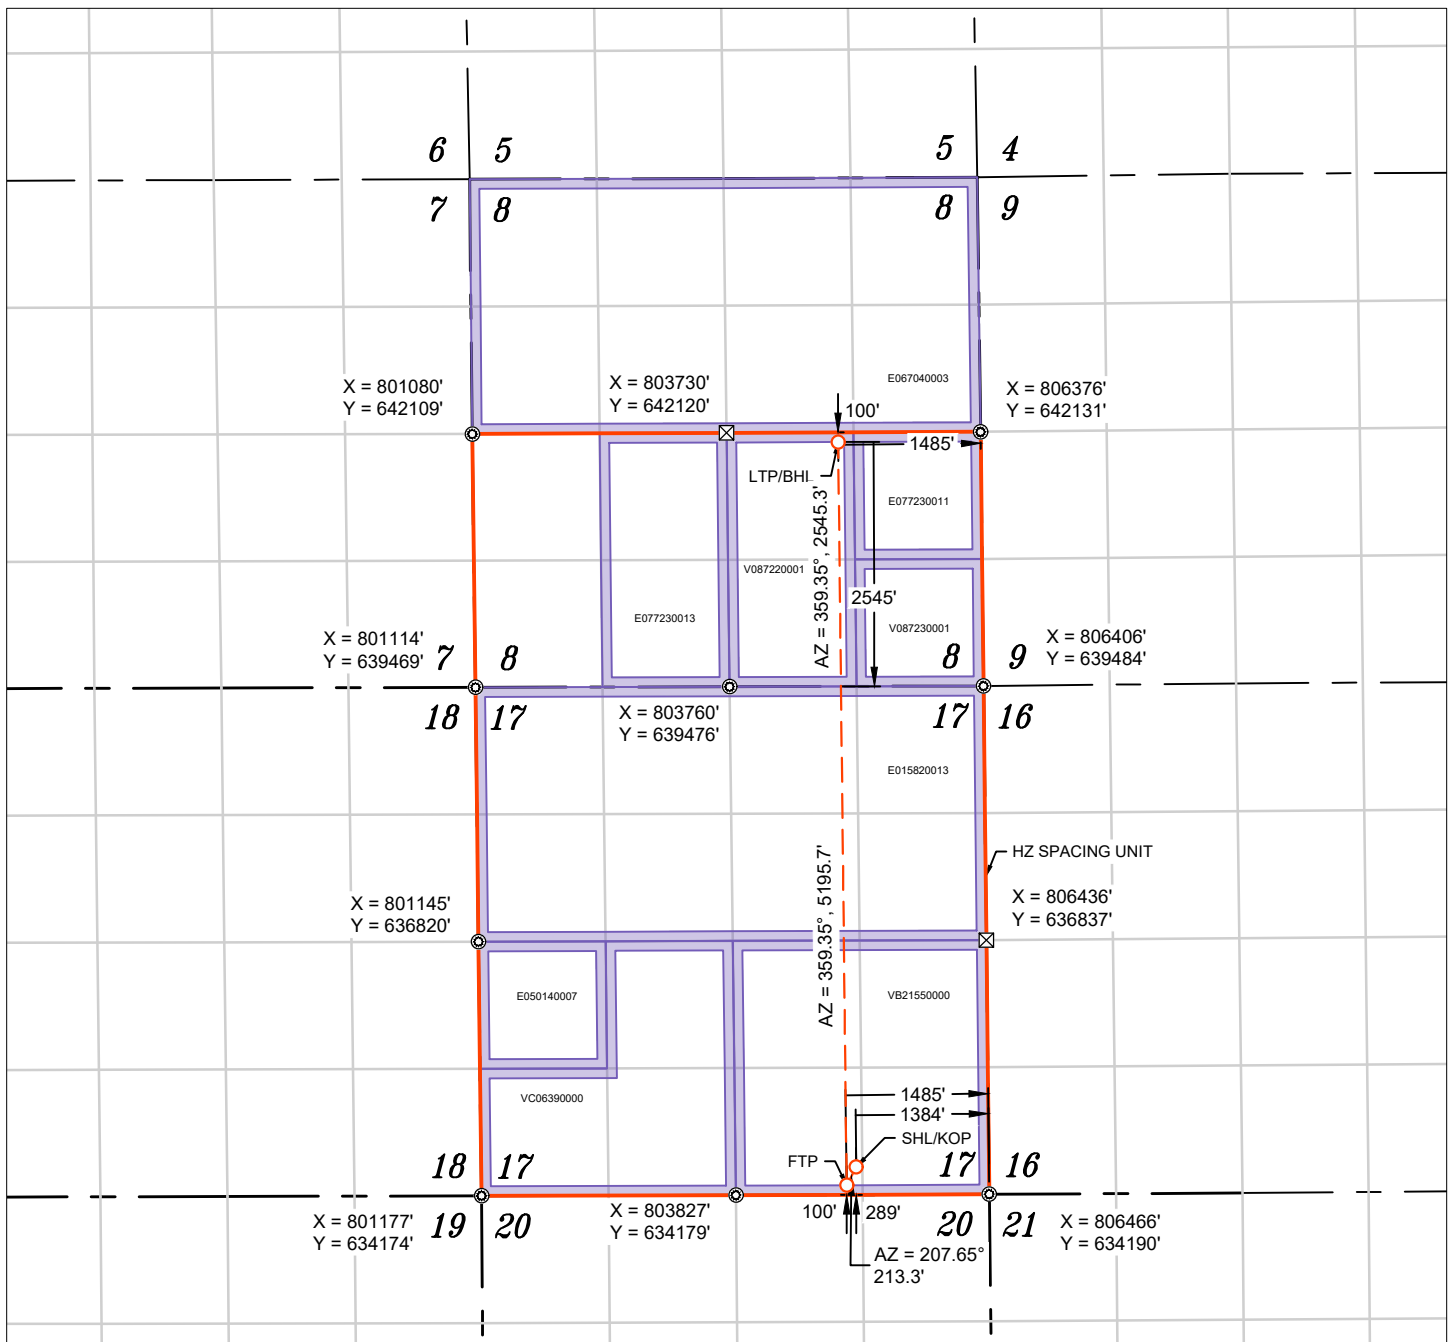 6 5
5 4
7 8
8 9
E067040003
X = 801080'
Y = 642109'
X = 803730'
Y = 642120'
X = 806376'
Y = 642131'
100'
1485'
LTP/BHL
E077230011
AZ = 359.35°, 2545.3'
V087220001
2545'
E077230013
V087230001
X = 801114'
Y = 639469'
7 8
8 9
X = 806406'
Y = 639484'
18 17
X = 803760'
Y = 639476'
17 16
E015820013
HZ SPACING UNIT
AZ = 359.35°, 5195.7'
X = 801145'
Y = 636820'
X = 806436'
Y = 636837'
E050140007
VB21550000
VC06390000
1485'
1384'
SHL/KOP
FTP
18 17
17 16
X = 801177'
Y = 634174'
19 20
X = 803827'
Y = 634179'
100'
289'
20 21
X = 806466'
Y = 634190'
AZ = 207.65°
213.3'